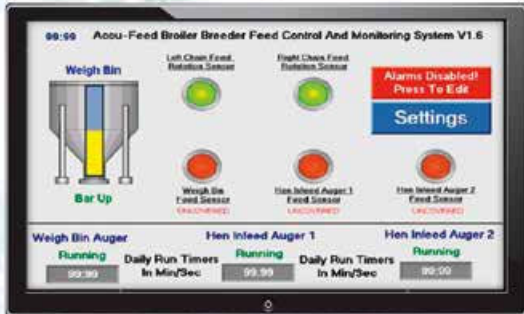 99:99 Accu-Feed Broiler Breeder Feed Control And Monitoring System V1.6
Weigh Bin
Left Chain Feed
Rotation Sensor
Right Chain Feed
Rotation Sensor
Alarms Disabled!
Press To Edit
Settings
Bar Up
Weigh Bin
Feed Sensor
UNCOVERED
Hen Infeed Auger 1
Feed Sensor
UNCOVERED
Hen Infeed Auger 2
Feed Sensor
UNCOVERED
Weigh Bin Auger
Running
99:99
Daily Run Timers
In Min/Sec
Hen Infeed Auger 1
Running
99:99
Daily Run Timers
In Min/Sec
Hen Infeed Auger 2
Running
99:99